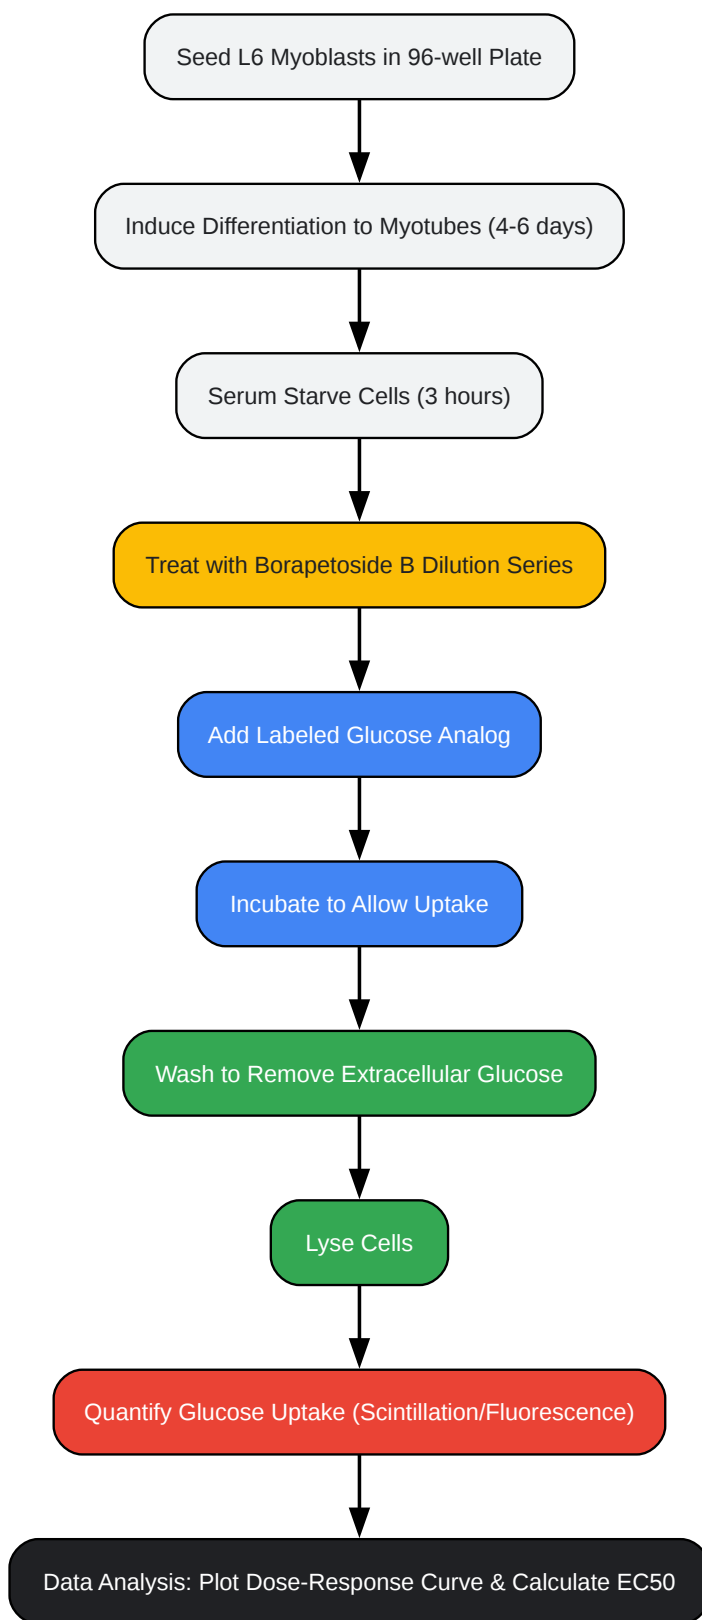 Seed L6 Myoblasts in 96-well Plate
Induce Differentiation to Myotubes (4-6 days)
Serum Starve Cells (3 hours)
Treat with Borapetoside B Dilution Series
Add Labeled Glucose Analog
Incubate to Allow Uptake
Wash to Remove Extracellular Glucose
Lyse Cells
Quantify Glucose Uptake (Scintillation/Fluorescence)
Data Analysis: Plot Dose-Response Curve & Calculate EC50